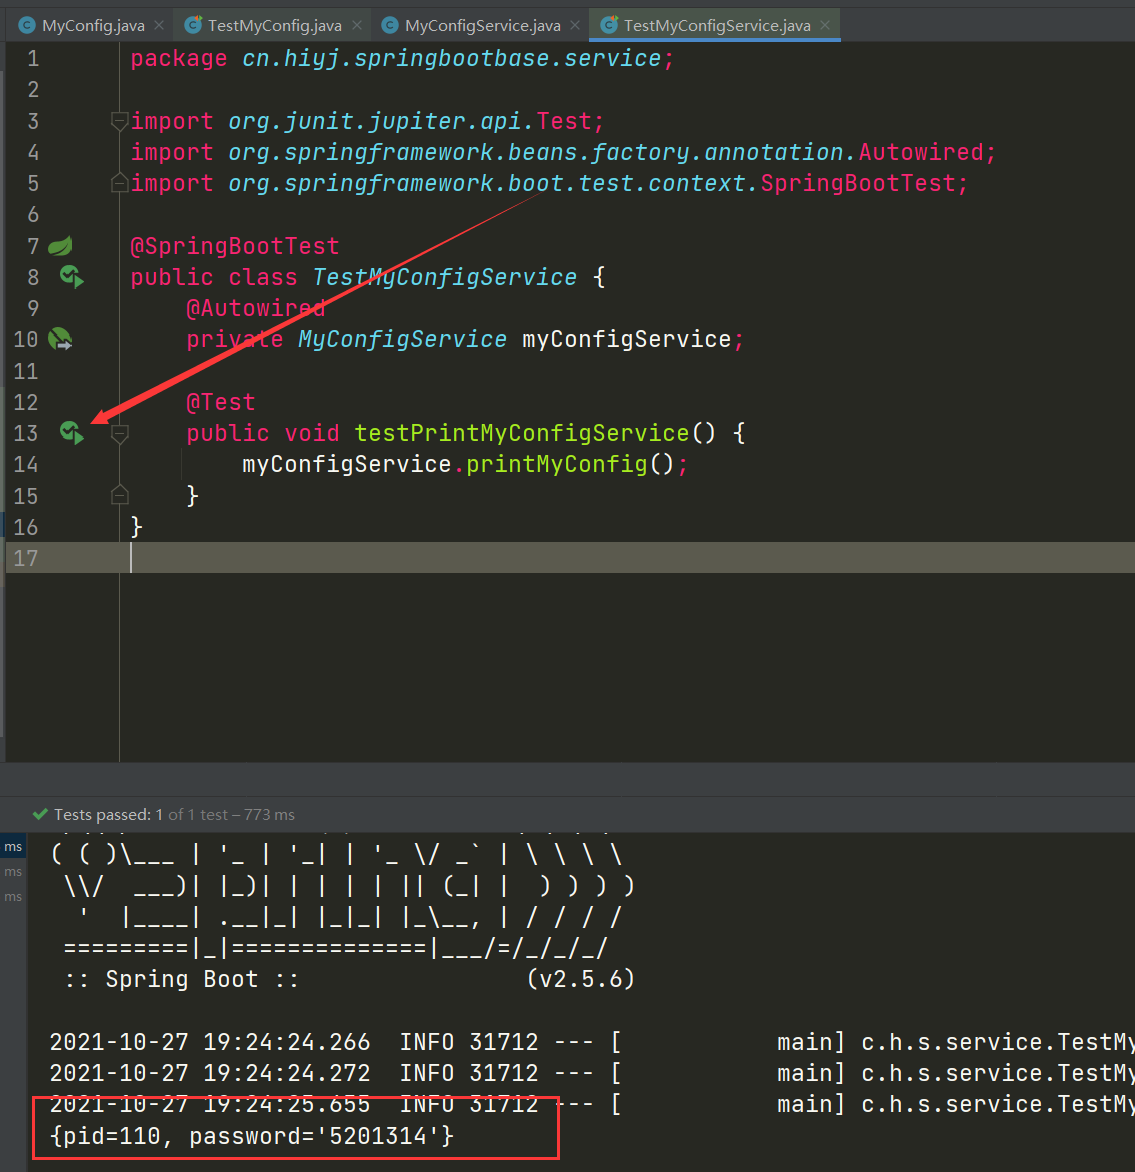 MyConfig.java TestMyConfig.java MyConfigService.java TestMyConfigService.java
1 package cn.hiyj.springbootbase.service;
2
3 import org.junit.jupiter.api.Test;
4 import org.springframework.beans.factory.annotation.Autowired;
5 import org.springframework.boot.test.context.SpringBootTest;
6
7 @SpringBootTest
8 public class TestMyConfigService {
9     @Autowired
10     private MyConfigService myConfigService;
11
12     @Test
13     public void testPrintMyConfigService() {
14         myConfigService.printMyConfig();
15     }
16 }
17
Tests passed: 1 of 1 test – 773 ms
ms ( ( )\___ | '_ | '_| | '_ \/ _` | \ \ \ \
ms  \\/  ___)| |_)| | | | | || (_| |  ) ) ) )
ms   '  |____| .__|_| |_|_| |_\__, | / / / /
 =========|_|==============|___/=/_/_/_/
 :: Spring Boot ::                (v2.5.6)
2021-10-27 19:24:24.266  INFO 31712 --- [           main] c.h.s.service.TestMy
2021-10-27 19:24:24.272  INFO 31712 --- [           main] c.h.s.service.TestMy
2021-10-27 19:24:25.655  INFO 31712 --- [           main] c.h.s.service.TestMy
{pid=110, password='5201314'}